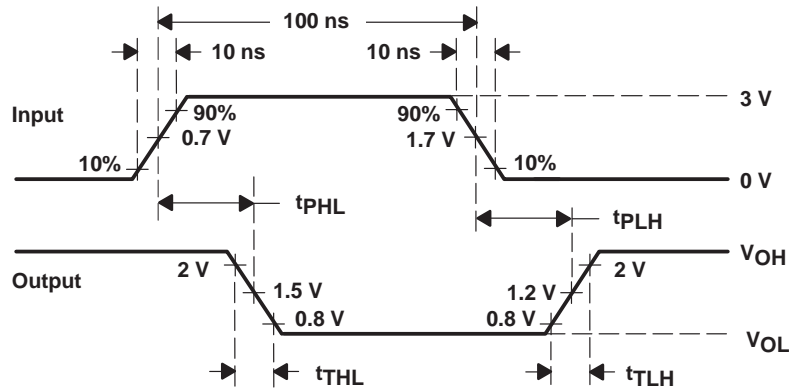 100 ns
10 ns
10 ns
3 V
Input
90%
90%
0.7 V
1.7 V
10%
10%
0 V
tPHL
tPLH
VOH
Output
2 V
2 V
1.5 V
1.2 V
0.8 V
0.8 V
VOL
tTHL
tTLH